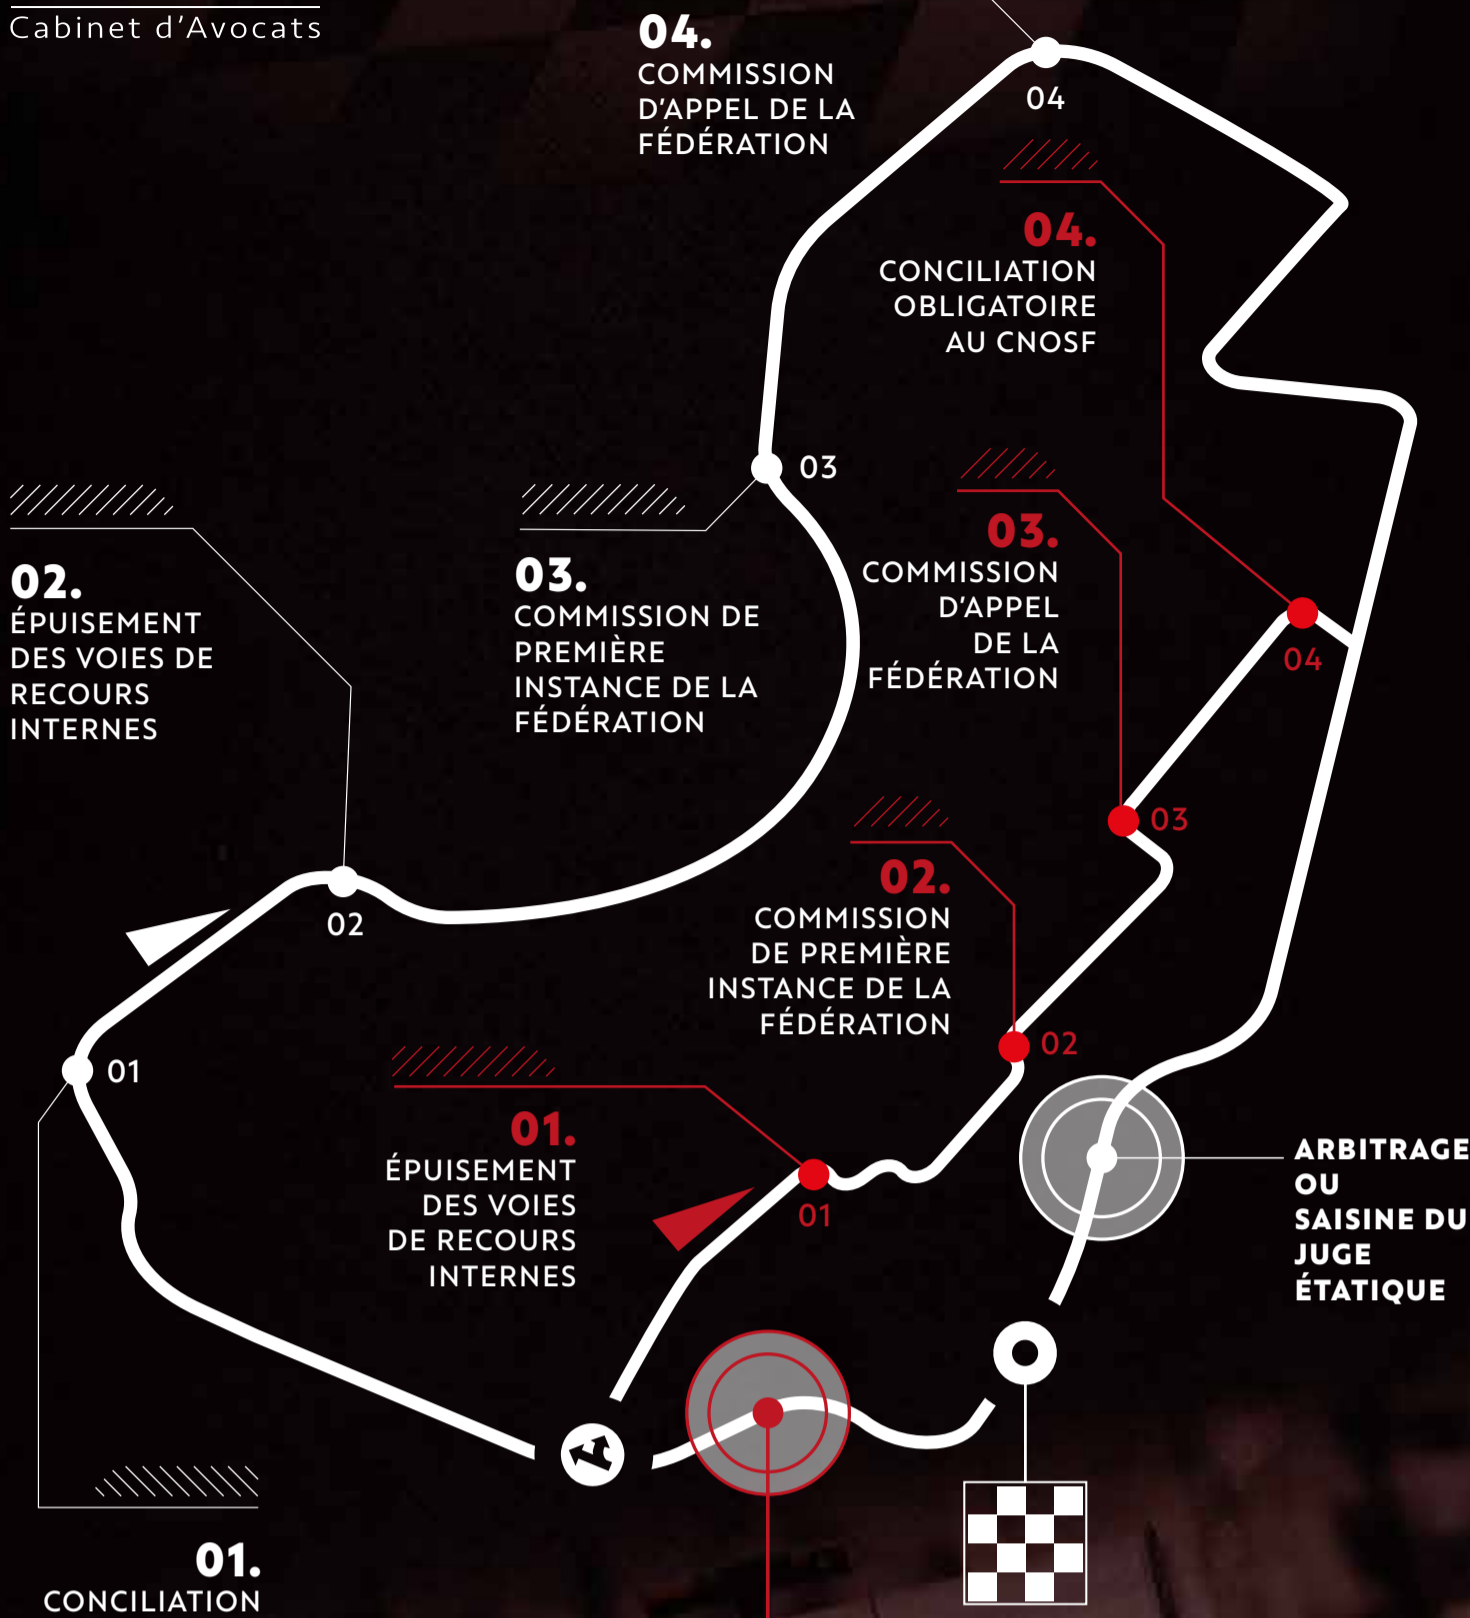 Cabinet d'Avocats
04.
COMMISSION
D'APPEL DE LA
FÉDÉRATION
04
04.
CONCILIATION
OBLIGATOIRE
AU CNOSF
03
02.
ÉPUISEMENT
DES VOIES DE
RECOURS
INTERNES
03.
COMMISSION DE
PREMIÈRE
INSTANCE DE LA
FÉDÉRATION
03.
COMMISSION
D'APPEL
DE LA
FÉDÉRATION
04
03
02
02.
COMMISSION
DE PREMIÈRE
INSTANCE DE LA
FÉDÉRATION
02
01
01.
ÉPUISEMENT
DES VOIES
DE RECOURS
INTERNES
01
ARBITRAGE
OU
SAISINE DU
JUGE
ÉTATIQUE
01.
CONCILIATION